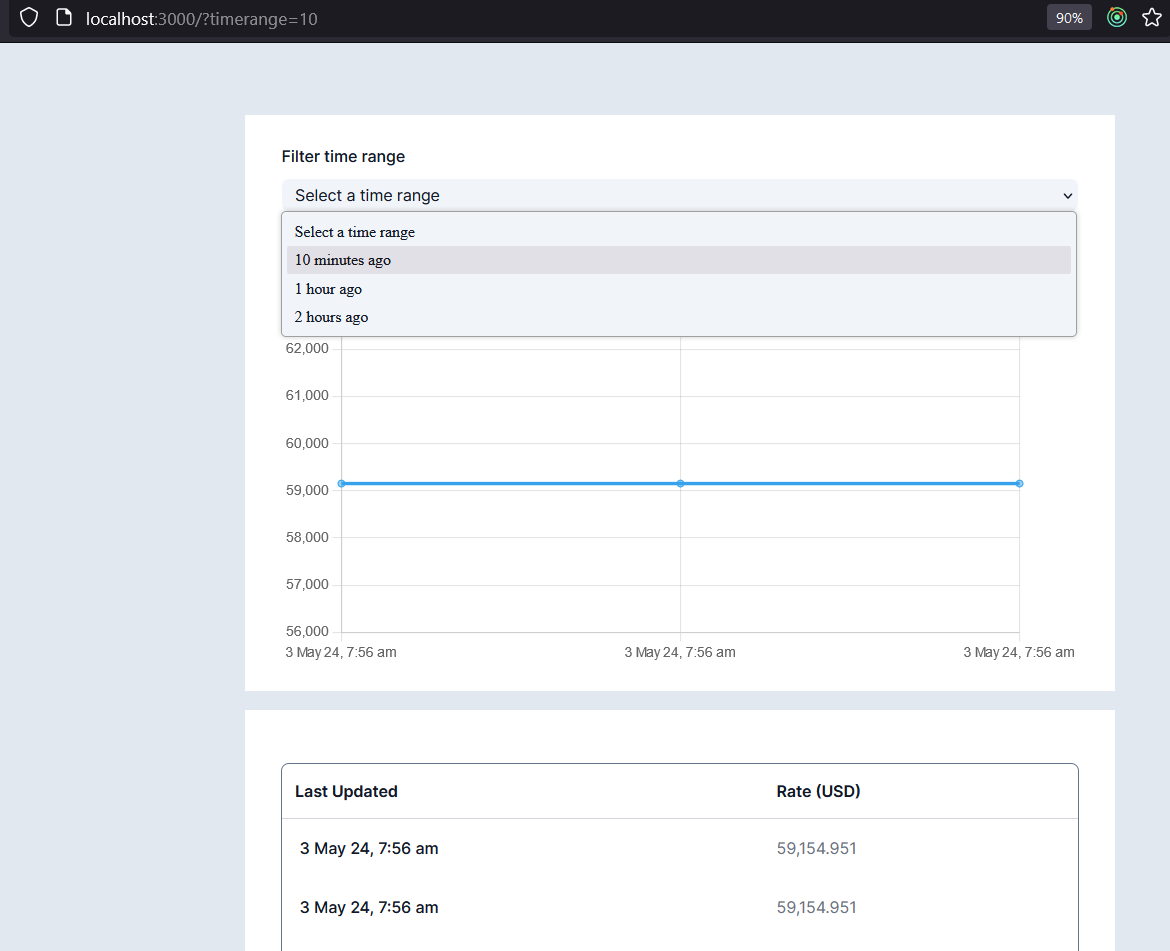 localhost:3000/?timerange=10
90%
Filter time range
Select a time range
Select a time range
10 minutes ago
1 hour ago
2 hours ago
62,000
61,000
60,000
59,000
58,000
57,000
56,000
3 May 24, 7:56 am 3 May 24, 7:56 am 3 May 24, 7:56 am
Last Updated Rate (USD)
3 May 24, 7:56 am 59,154.951
3 May 24, 7:56 am 59,154.951